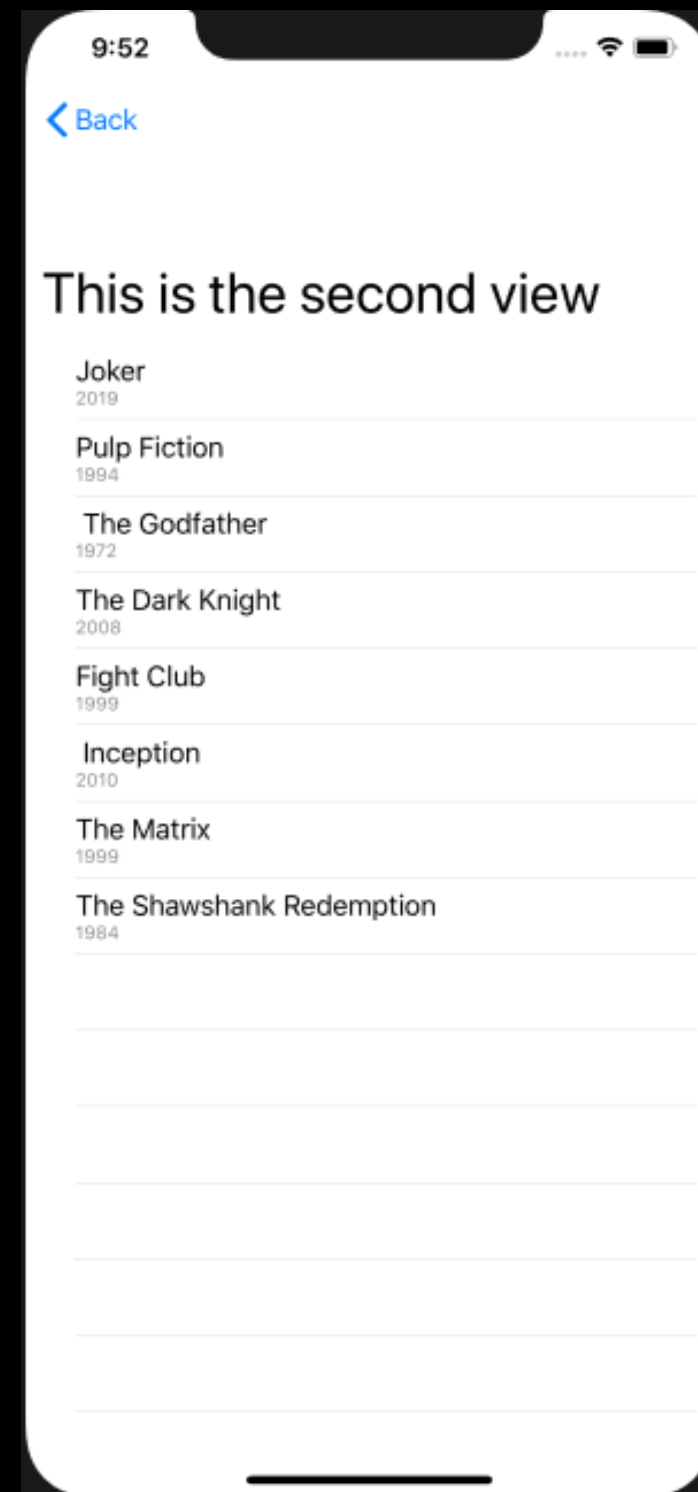 9:52
Back
This is the second view
Joker
2019
Pulp Fiction
1994
The Godfather
1972
The Dark Knight
2008
Fight Club
1999
Inception
2010
The Matrix
1999
The Shawshank Redemption
1984